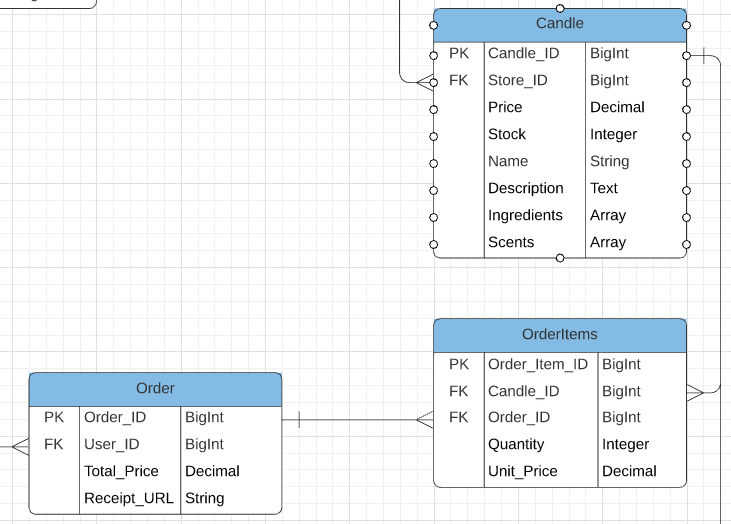 Candle
PK Candle_ID BigInt
FK Store_ID BigInt
Price Decimal
Stock Integer
Name String
Description Text
Ingredients Array
Scents Array
OrderItems
PK Order_Item_ID BigInt
FK Candle_ID BigInt
FK Order_ID BigInt
Quantity Integer
Unit_Price Decimal
Order
PK Order_ID BigInt
FK User_ID BigInt
Total_Price Decimal
Receipt_URL String